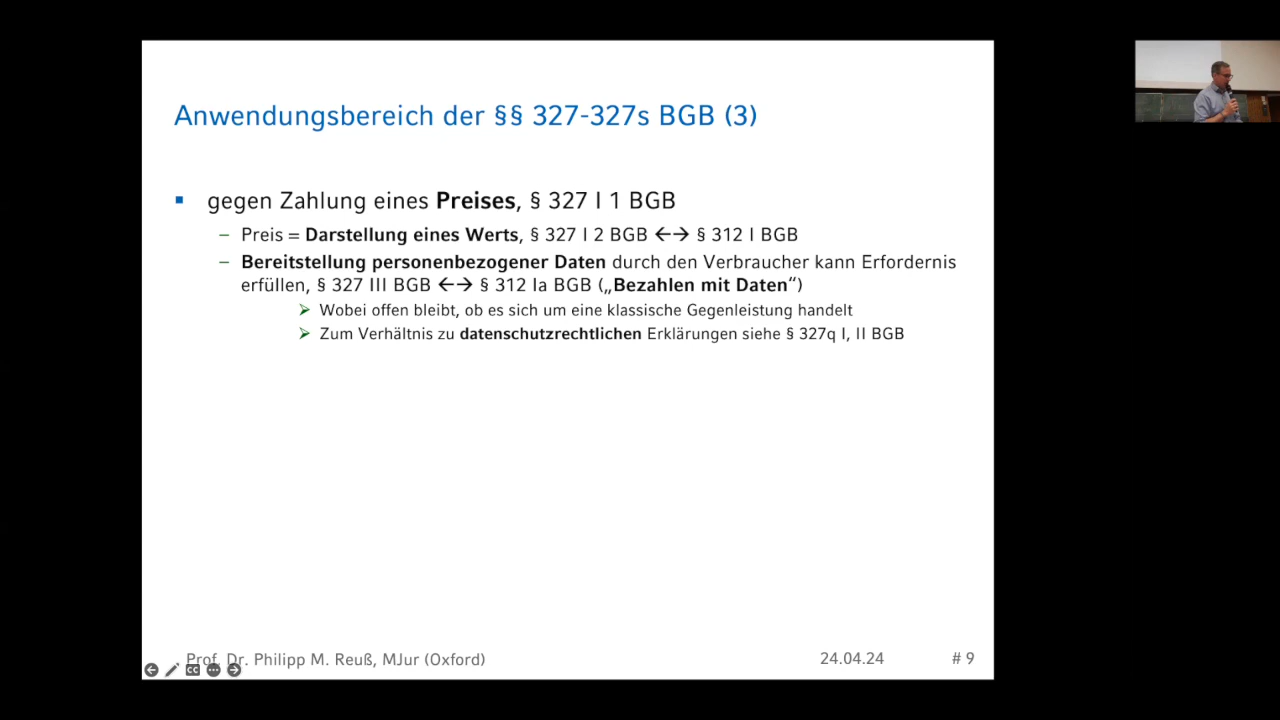 Anwendungsbereich der §§ 327-327s BGB (3)
▪ gegen Zahlung eines Preises, § 327 I 1 BGB
– Preis = Darstellung eines Werts, § 327 I 2 BGB ←→ § 312 I BGB
– Bereitstellung personenbezogener Daten durch den Verbraucher kann Erfordernis
erfüllen, § 327 III BGB ←→ § 312 Ia BGB („Bezahlen mit Daten“)
➢ Wobei offen bleibt, ob es sich um eine klassische Gegenleistung handelt
➢ Zum Verhältnis zu datenschutzrechtlichen Erklärungen siehe § 327q I, II BGB
Prof. Dr. Philipp M. Reuß, MJur (Oxford) 24.04.24 # 9
CC